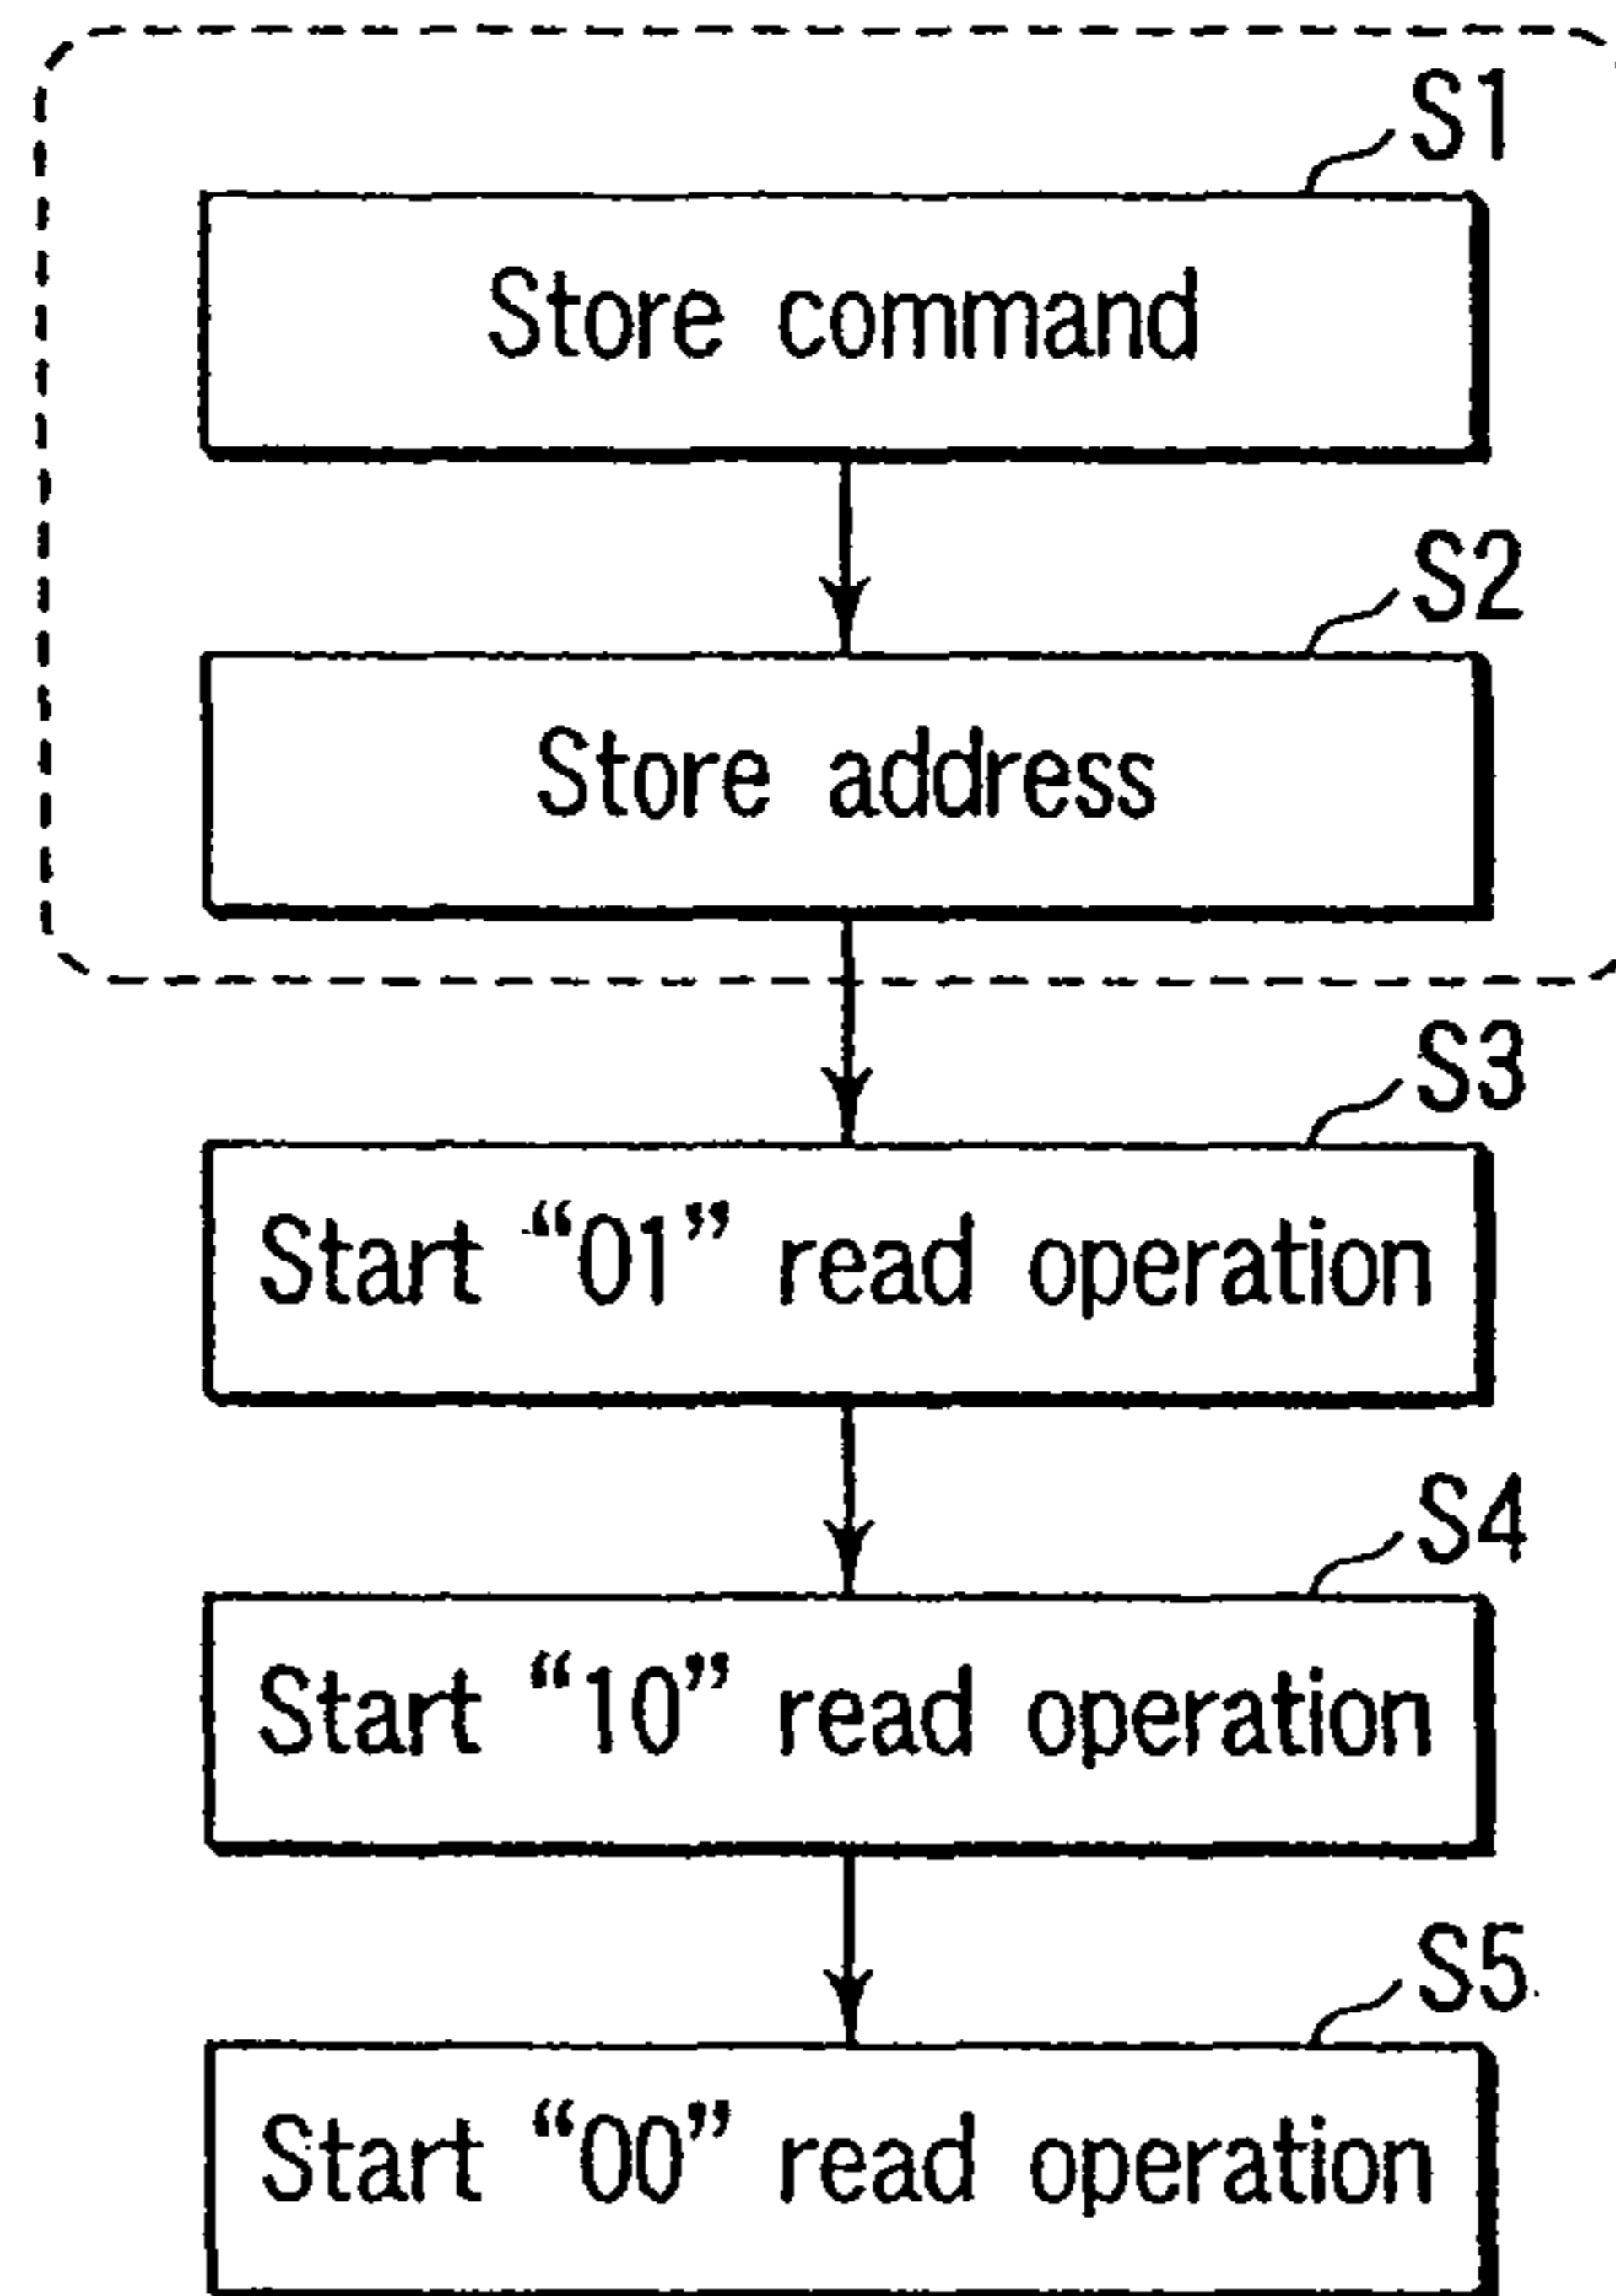 S1
Store command
S2
Store address
S3
Start “01” read operation
S4
Start “10” read operation
S5
Start “00” read operation